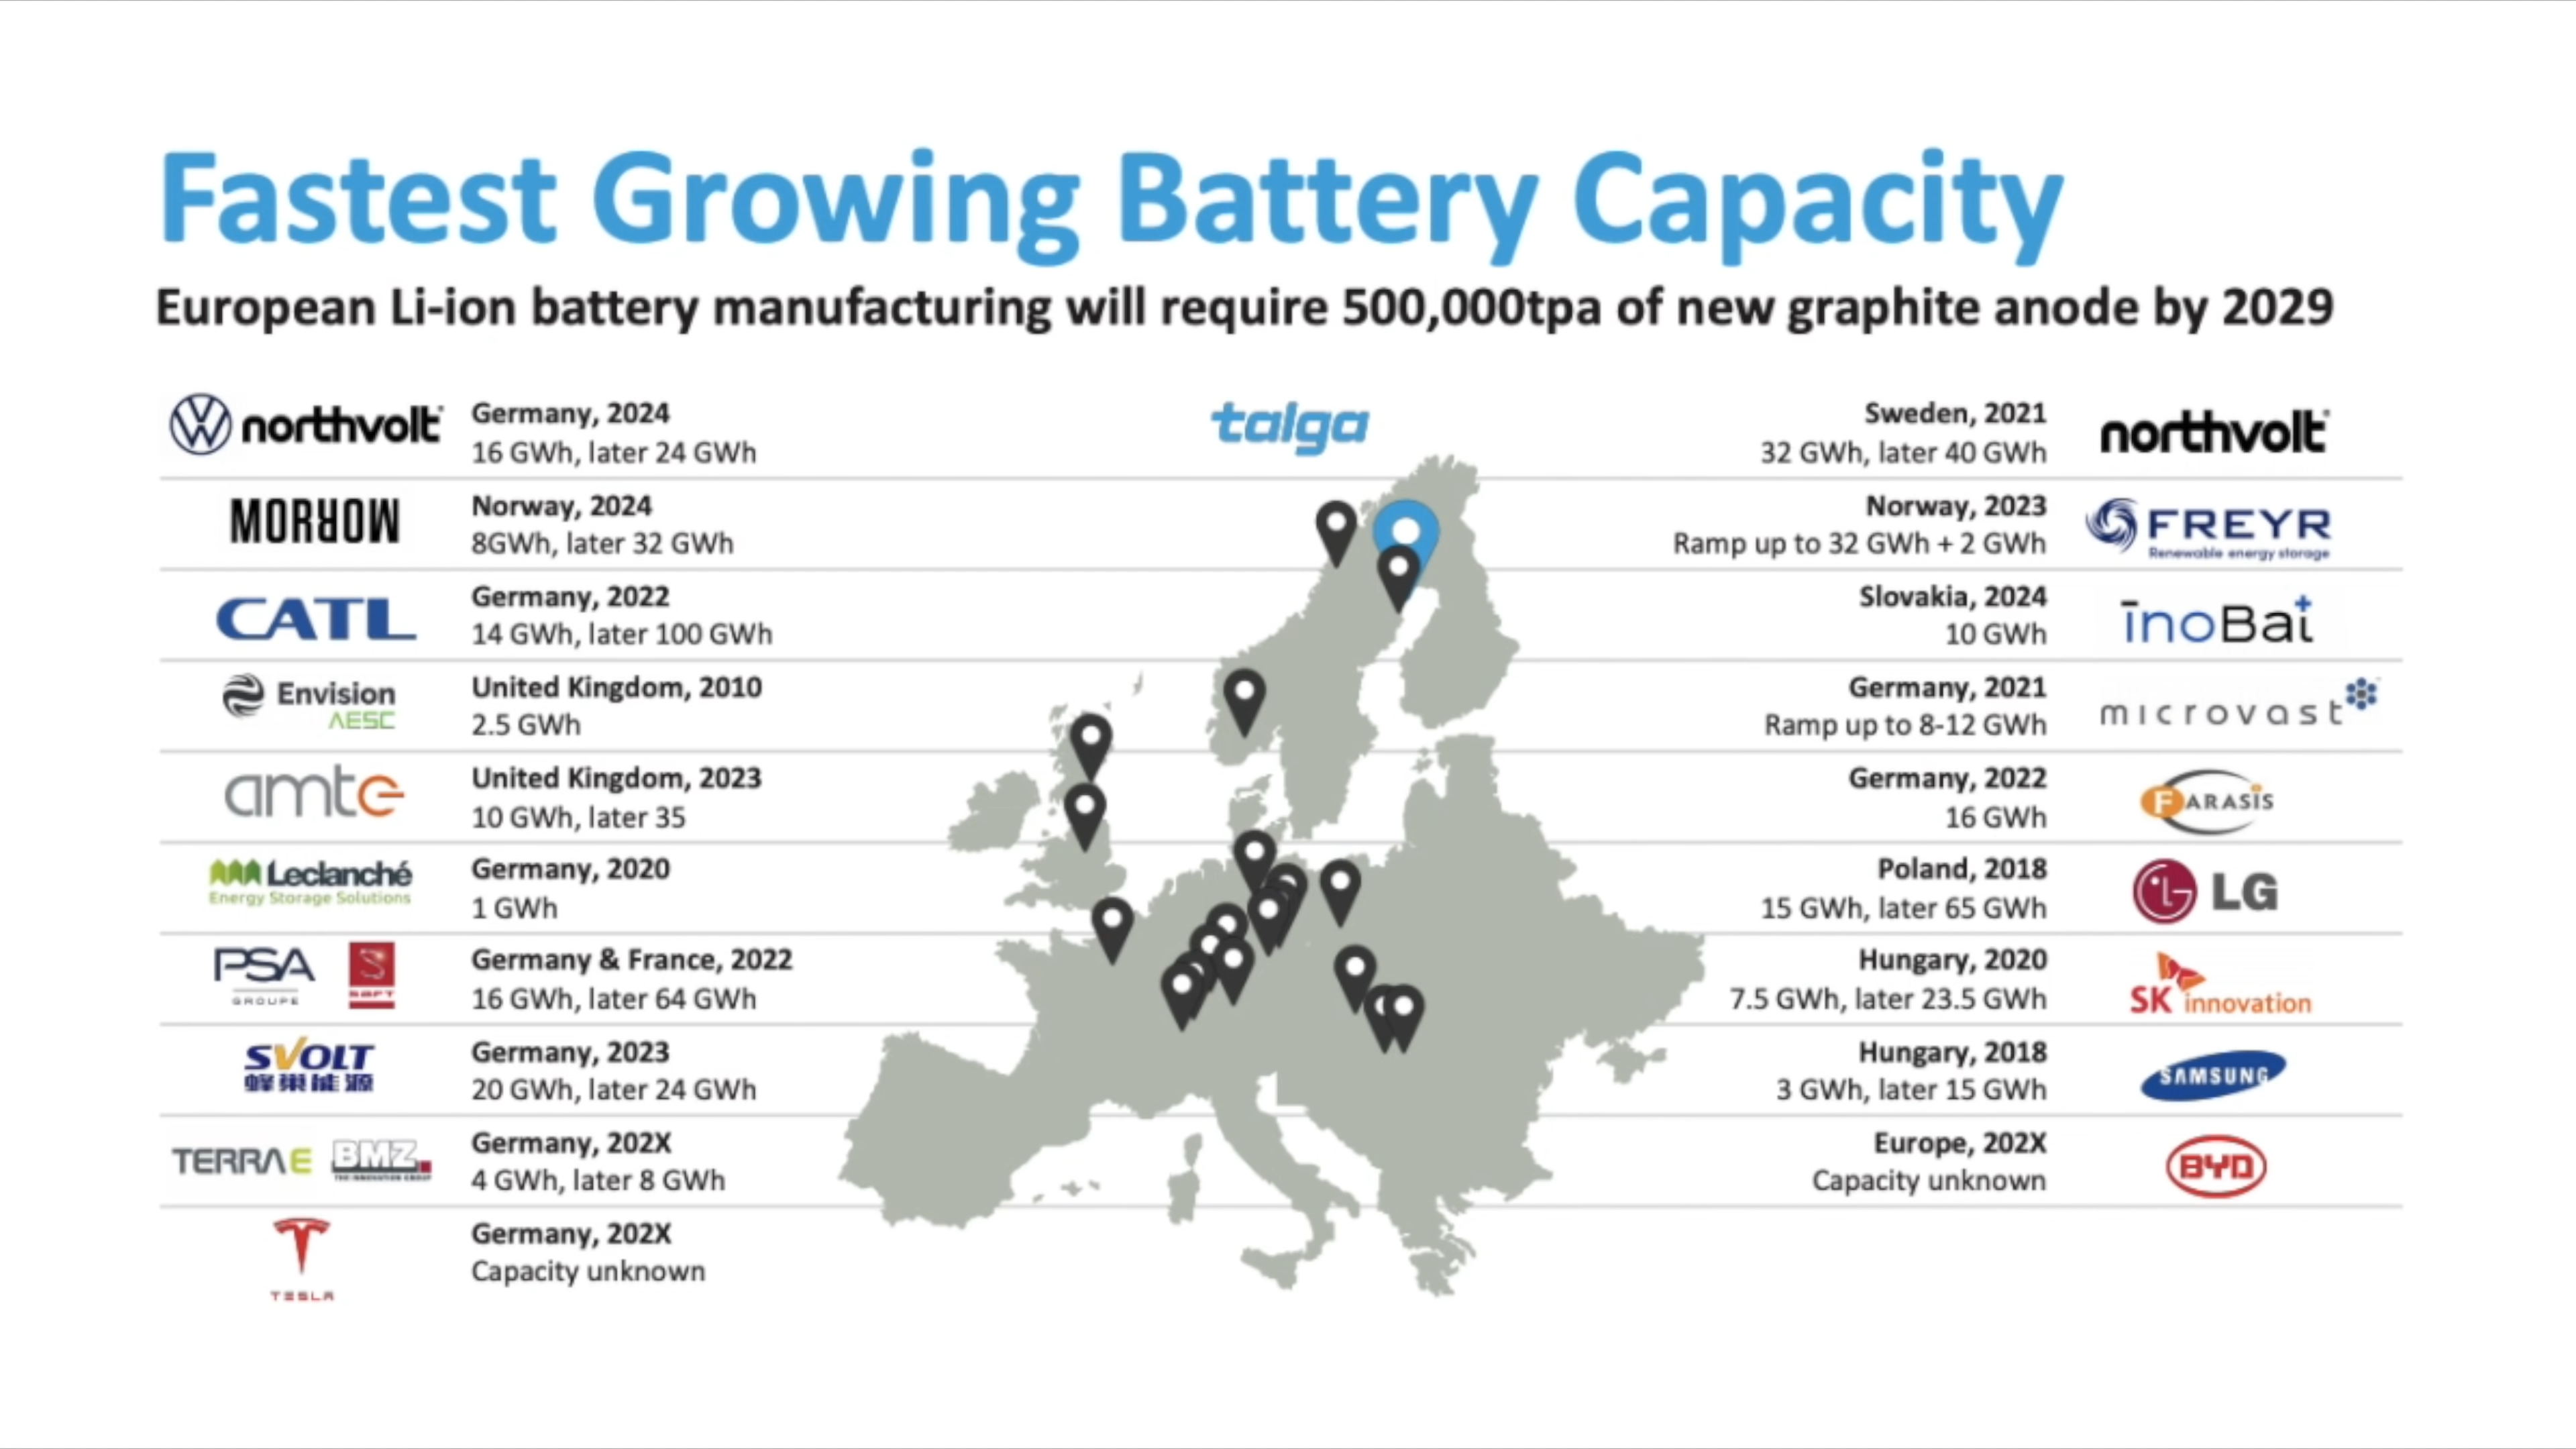 Fastest Growing Battery Capacity
European Li-ion battery manufacturing will require 500,000tpa of new graphite anode by 2029
talga
northvolt
Germany, 2024
16 GWh, later 24 GWh
MORROW
Norway, 2024
8GWh, later 32 GWh
CATL
Germany, 2022
14 GWh, later 100 GWh
Envision
AESC
United Kingdom, 2010
2.5 GWh
amte
United Kingdom, 2023
10 GWh, later 35
Leclanché
Energy Storage Solutions
Germany, 2020
1 GWh
PSA
GROUPE
SAFT
Germany & France, 2022
16 GWh, later 64 GWh
SVOLT
蜂巢能源
Germany, 2023
20 GWh, later 24 GWh
TERRAE
BMZ
Germany, 202X
4 GWh, later 8 GWh
TESLA
Germany, 202X
Capacity unknown
Sweden, 2021
32 GWh, later 40 GWh
northvolt
Norway, 2023
Ramp up to 32 GWh + 2 GWh
FREYR
Renewable energy storage
Slovakia, 2024
10 GWh
inoBat
Germany, 2021
Ramp up to 8-12 GWh
microvast
Germany, 2022
16 GWh
FARASIS
Poland, 2018
15 GWh, later 65 GWh
LG
Hungary, 2020
7.5 GWh, later 23.5 GWh
SK innovation
Hungary, 2018
3 GWh, later 15 GWh
SAMSUNG
Europe, 202X
Capacity unknown
BYD